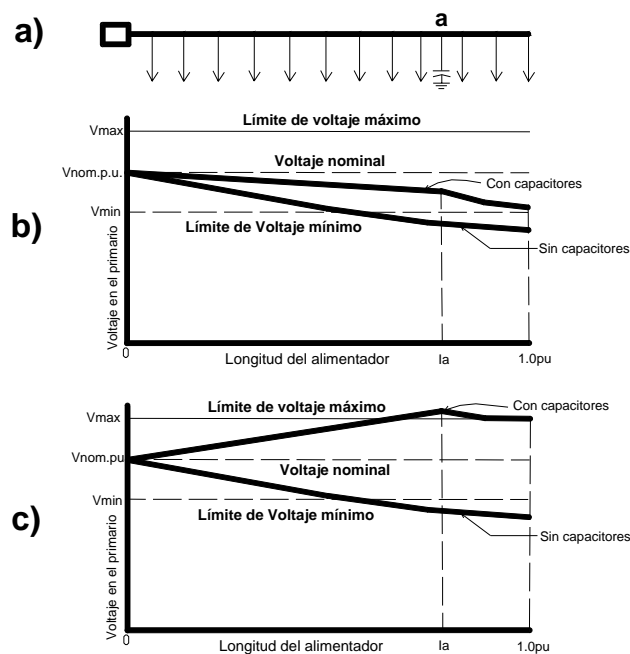 a)
a
Vmax
Límite de voltaje máximo
Voltaje nominal
Vnom.p.u.
Con capacitores
Vmin
Límite de Voltaje mínimo
b)
Sin capacitores
Voltaje en el primario
0
Longitud del alimentador
la
1.0pu
Límite de voltaje máximo
Con capacitores
Vmax
Vnom.pu
Voltaje nominal
Vmin
Límite de Voltaje mínimo
c)
Sin capacitores
Voltaje en el primario
0
Longitud del alimentador
la
1.0pu